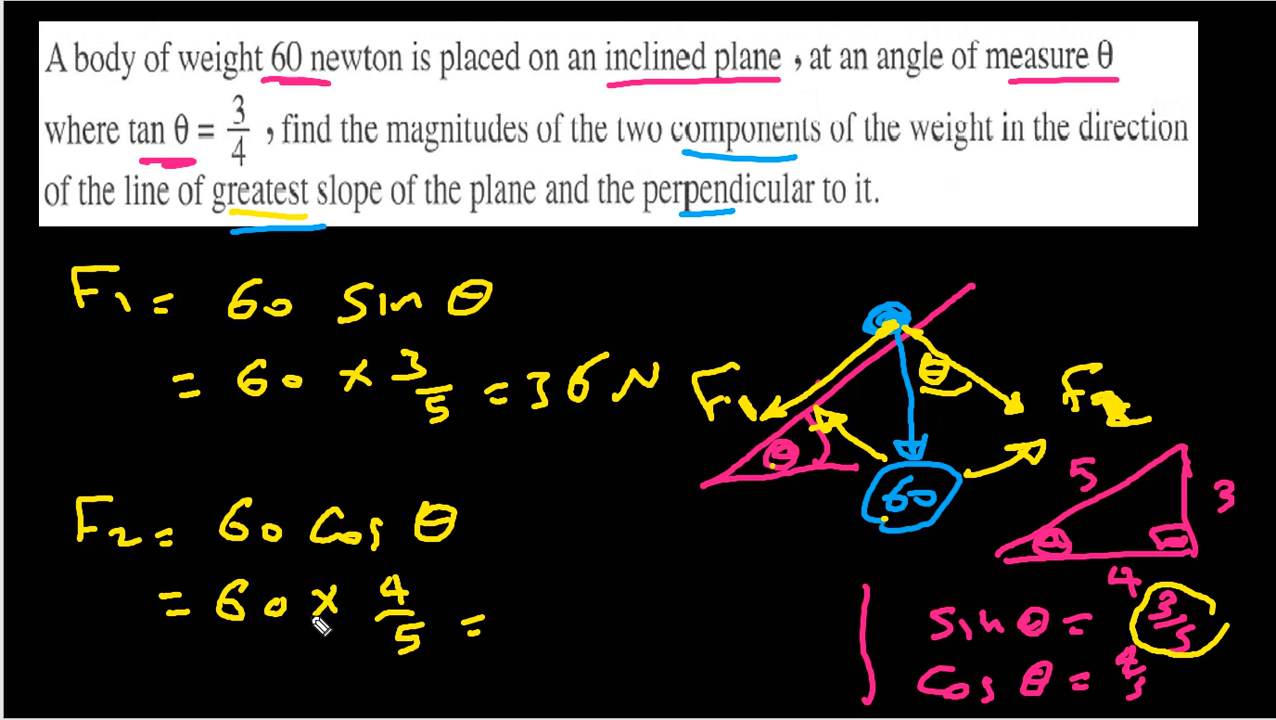 A body of weight 60 newton is placed on an inclined plane , at an angle of measure θ
where tan θ = 3/4 , find the magnitudes of the two components of the weight in the direction
of the line of greatest slope of the plane and the perpendicular to it.
F1 = 60 sin θ
= 60 × 3/5 = 36 N
F2 = 60 cos θ
= 60 × 4/5 =
θ
F1
F2
θ
60
5
3
θ
4
sin θ = 3/5
cos θ = 4/5